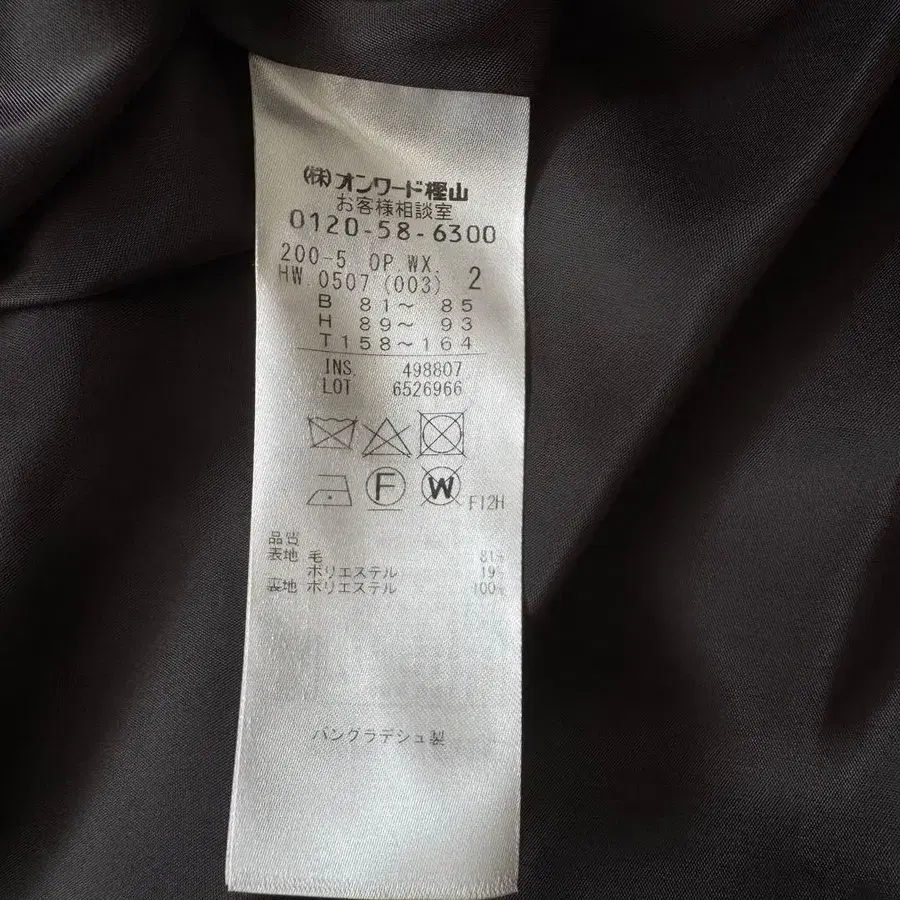 (株)オンワード樫山
お客様相談室
0120-58-6300
200-5 OP.WX. 2
HW 0507 (003)
B 81～ 85
H 89～ 93
T158～164
INS. 498807
LOT 6526966
F
W
F12H
品質
表地 毛 81%
ポリエステル 19%
裏地 ポリエステル 100%
バングラデシュ製